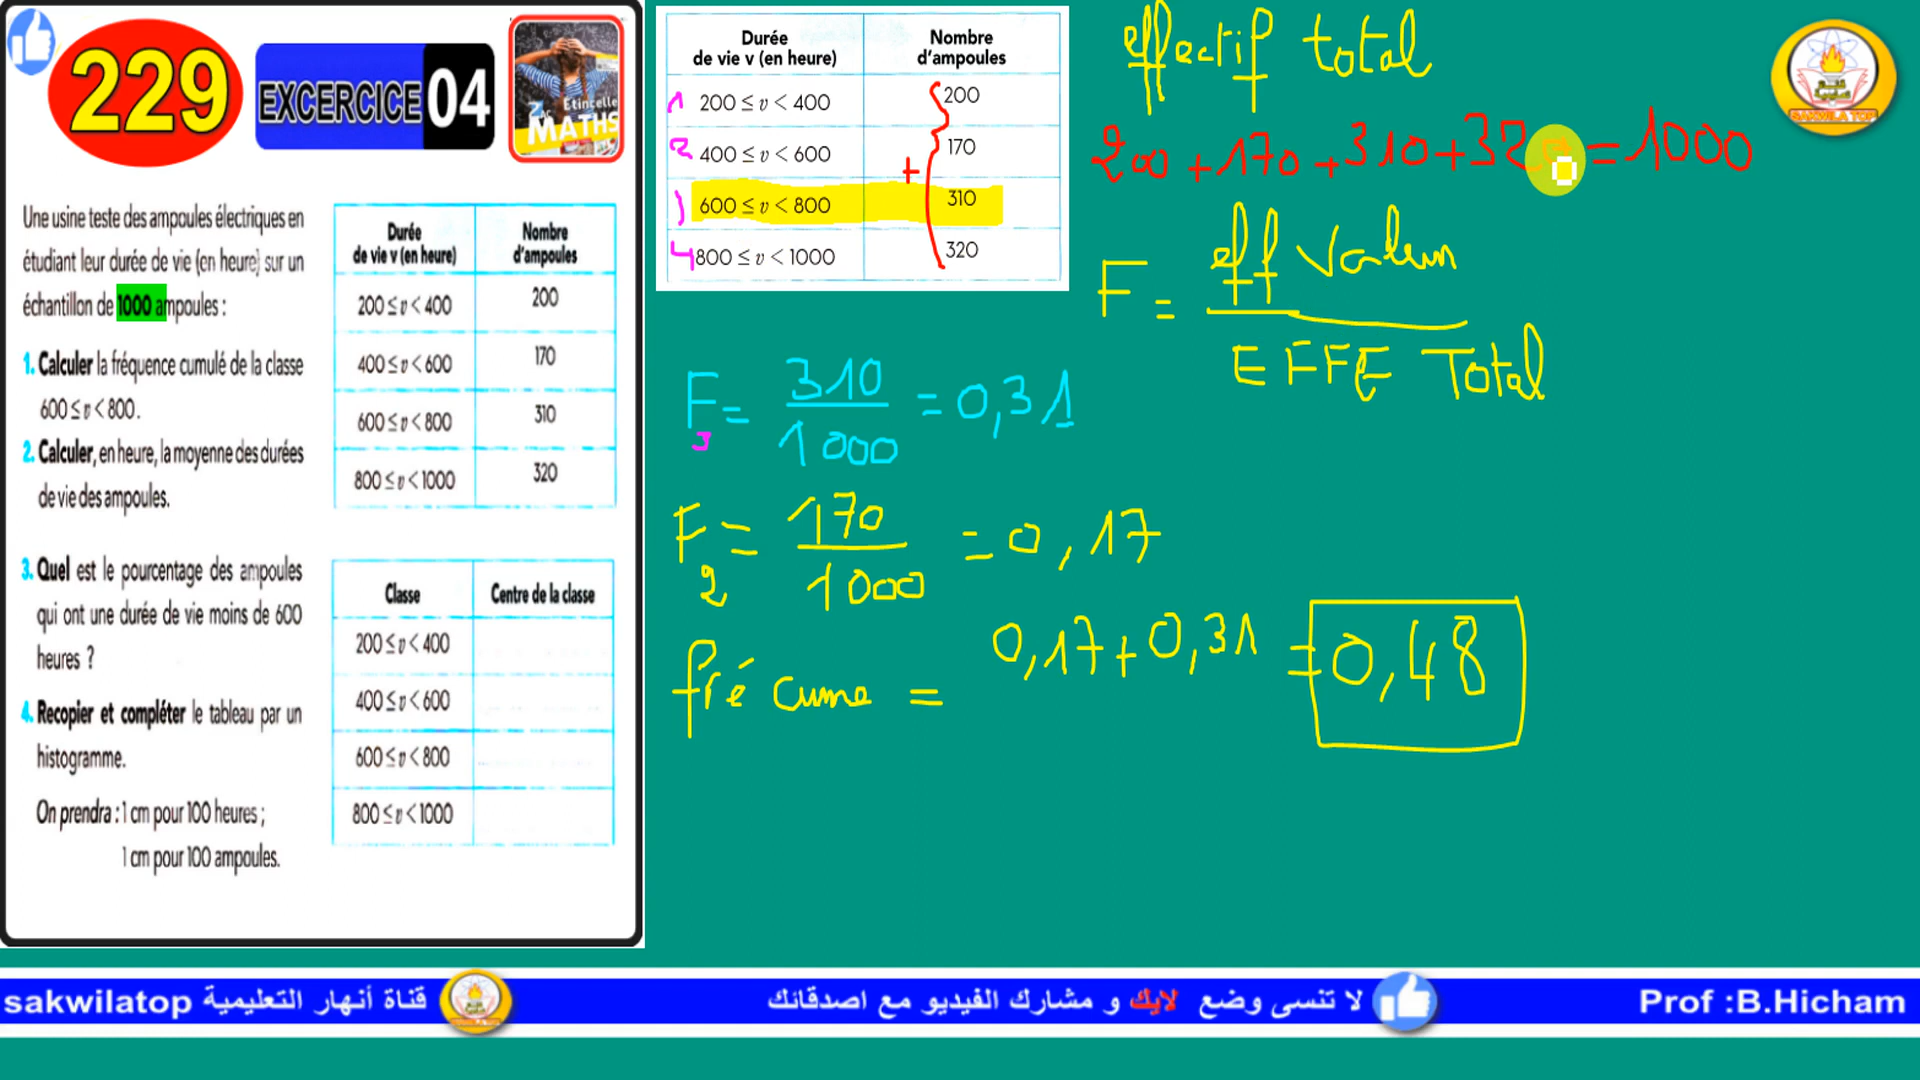 229
EXCERCICE 04
Etincelle
MATHS
Une usine teste des ampoules électriques en
étudiant leur durée de vie (en heure) sur un
échantillon de 1000 ampoules :
1. Calculer la fréquence cumulé de la classe
600 ≤ v < 800.
2. Calculer, en heure, la moyenne des durées
de vie des ampoules.
3. Quel est le pourcentage des ampoules
qui ont une durée de vie moins de 600
heures ?
4. Recopier et compléter le tableau par un
histogramme.
On prendra : 1 cm pour 100 heures ;
1 cm pour 100 ampoules.
Durée de vie v (en heure) Nombre d'ampoules
200 ≤ v < 400 200
400 ≤ v < 600 170
600 ≤ v < 800 310
800 ≤ v < 1000 320
Classe Centre de la classe
200 ≤ v < 400
400 ≤ v < 600
600 ≤ v < 800
800 ≤ v < 1000
Durée de vie v (en heure) Nombre d'ampoules
1 200 ≤ v < 400 200
2 400 ≤ v < 600 170
+
3 600 ≤ v < 800 310
4 800 ≤ v < 1000 320
effectif total
200 + 170 + 310 + 32 = 1000
F = eff valeur / EFFE Total
F3 = 310 / 1000 = 0,31
F2 = 170 / 1000 = 0,17
fré cume = 0,17 + 0,31 = 0,48
SAKWILA TOP
sakwilatop قناة أنهار التعليمية
لا تنسى وضع لايك و مشارك الفيديو مع اصدقائك
Prof :B.Hicham